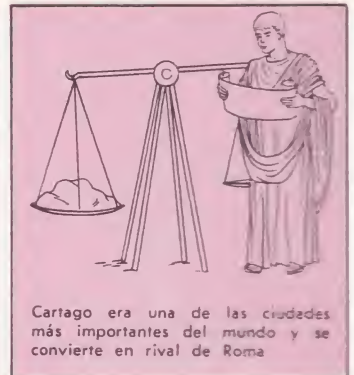 C
Cartago era una de las ciudades
más importantes del mundo y se
convierte en rival de Roma